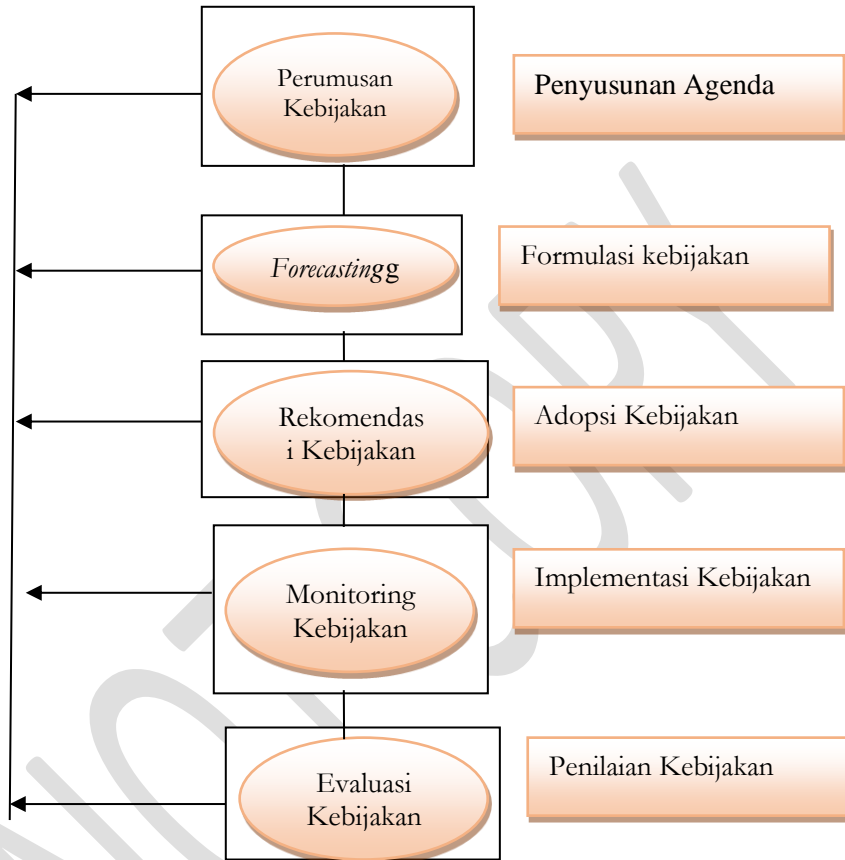 Perumusan
Kebijakan
Penyusunan Agenda
Forecastingg
Formulasi kebijakan
Rekomendas
i Kebijakan
Adopsi Kebijakan
Monitoring
Kebijakan
Implementasi Kebijakan
Evaluasi
Kebijakan
Penilaian Kebijakan